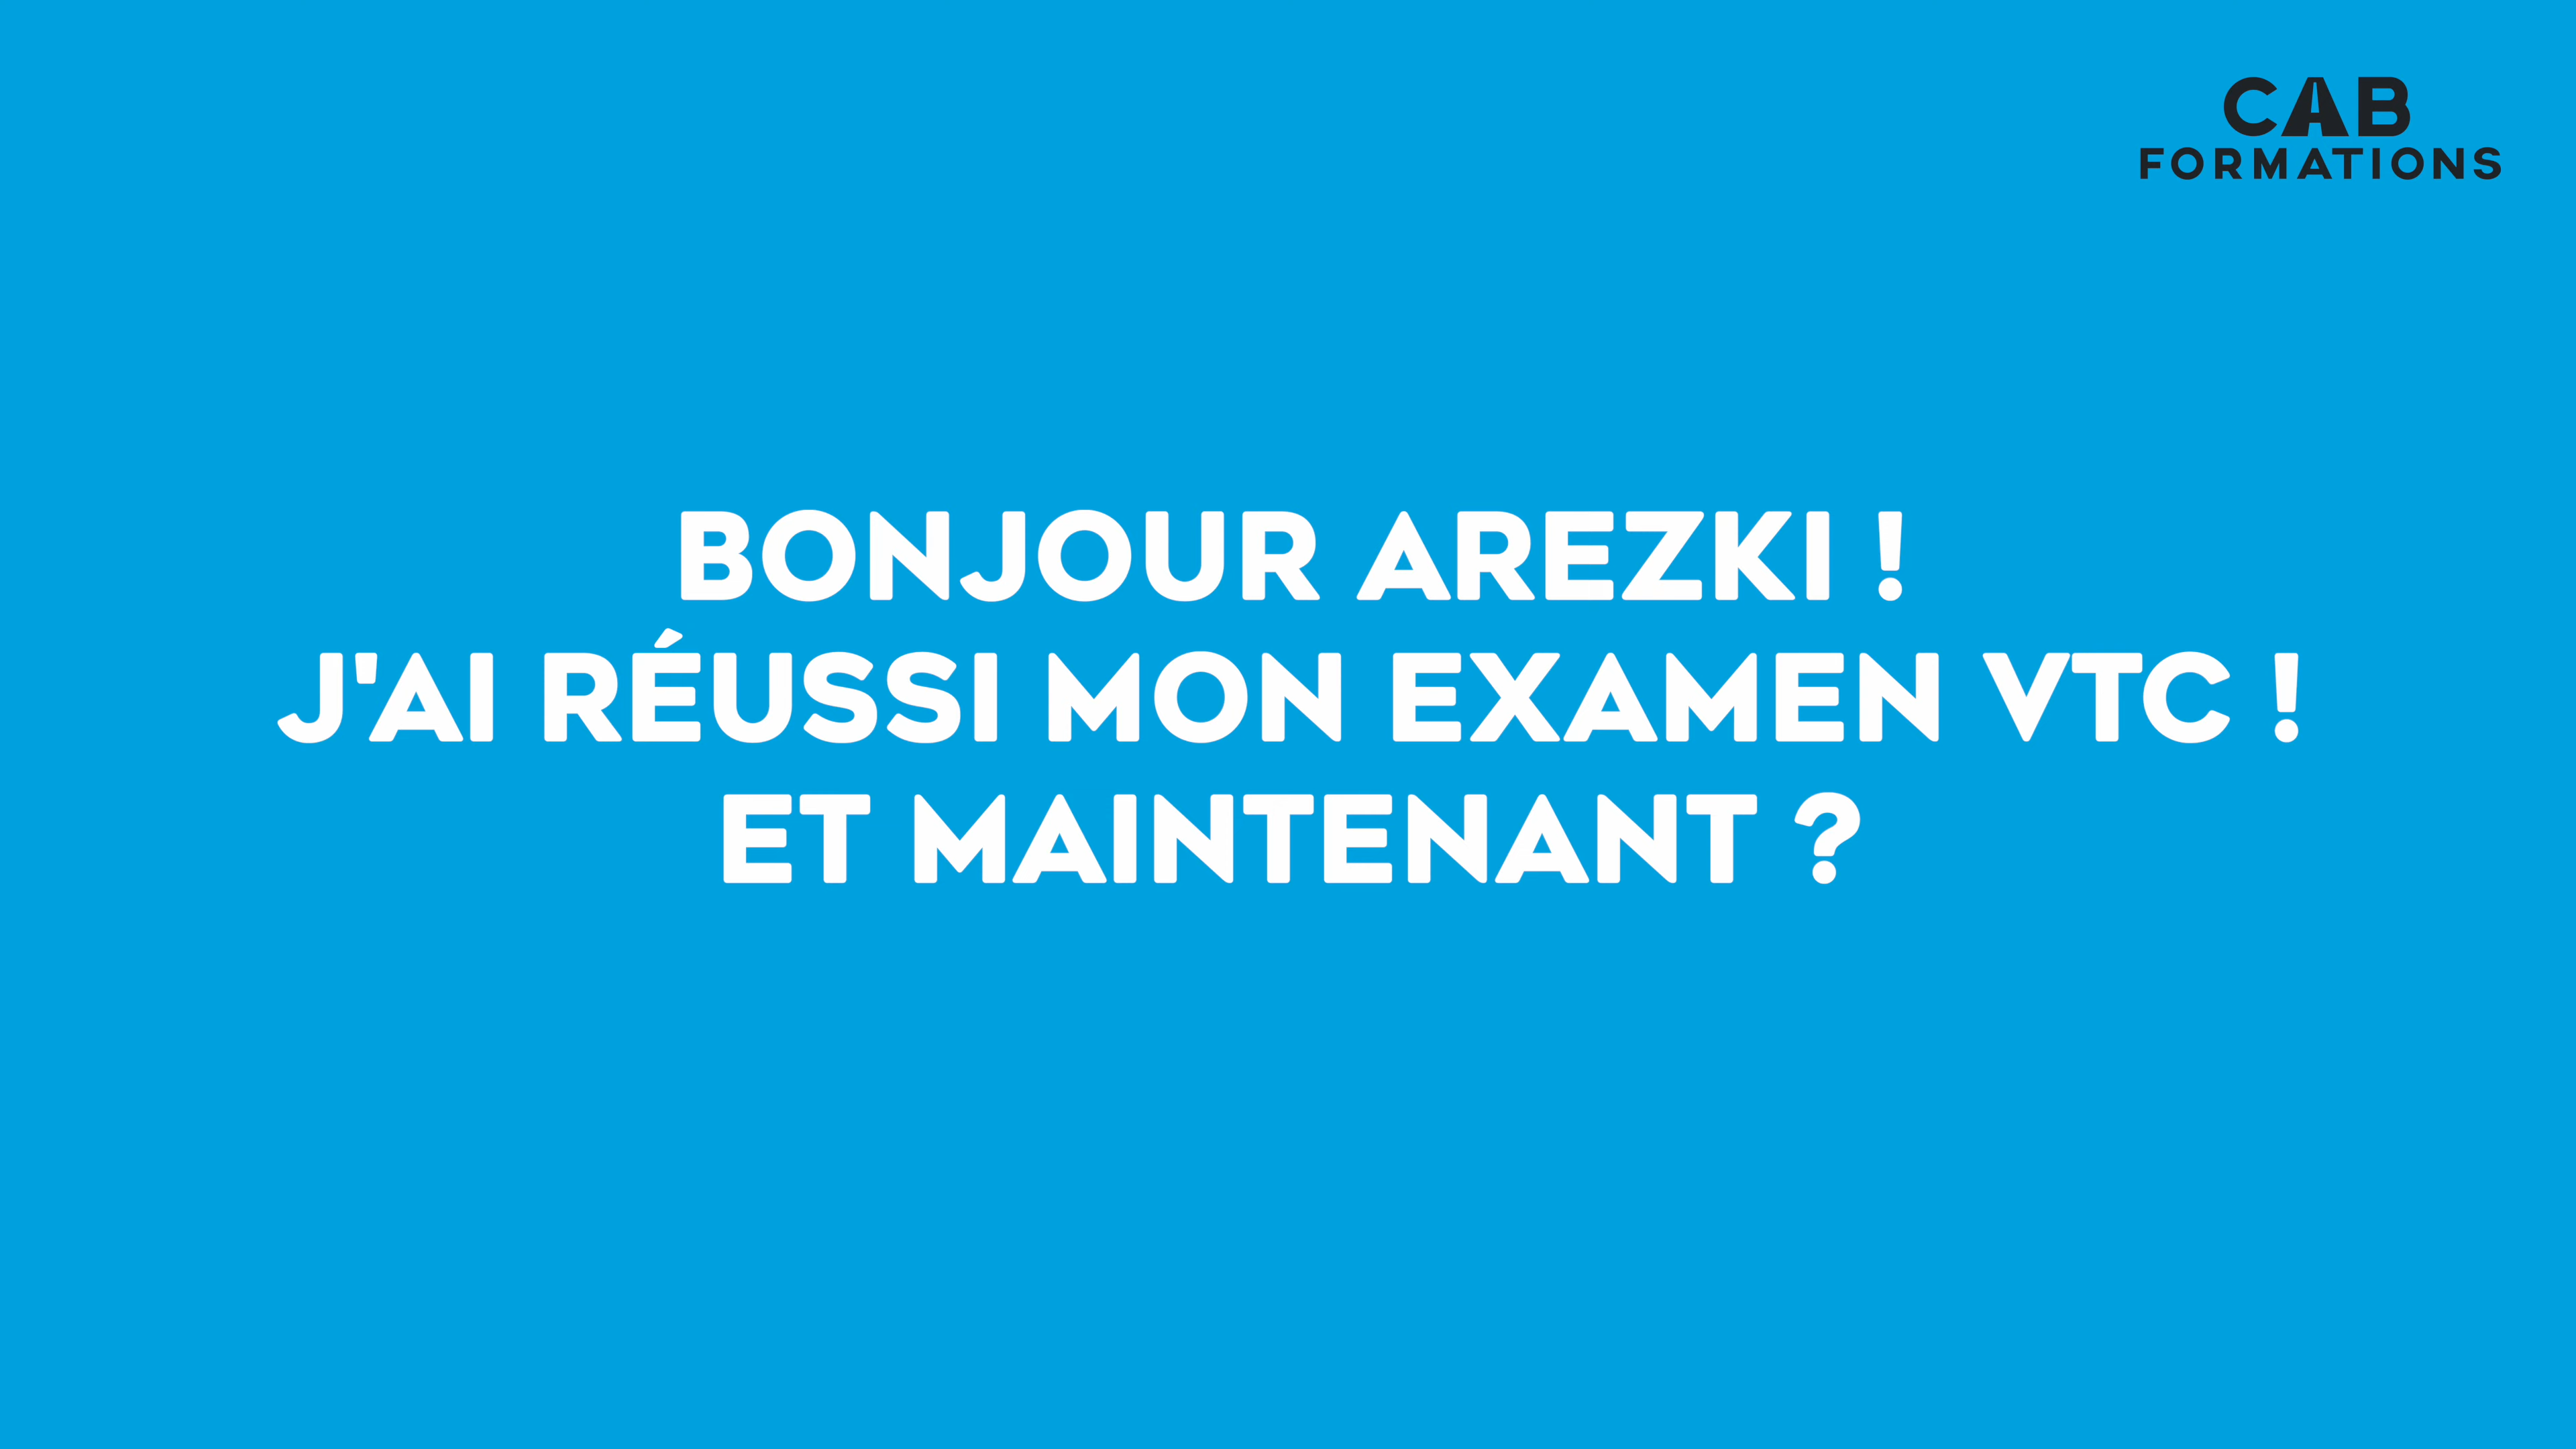 CAB
FORMATIONS
BONJOUR AREZKI !
J'AI RÉUSSI MON EXAMEN VTC !
ET MAINTENANT ?